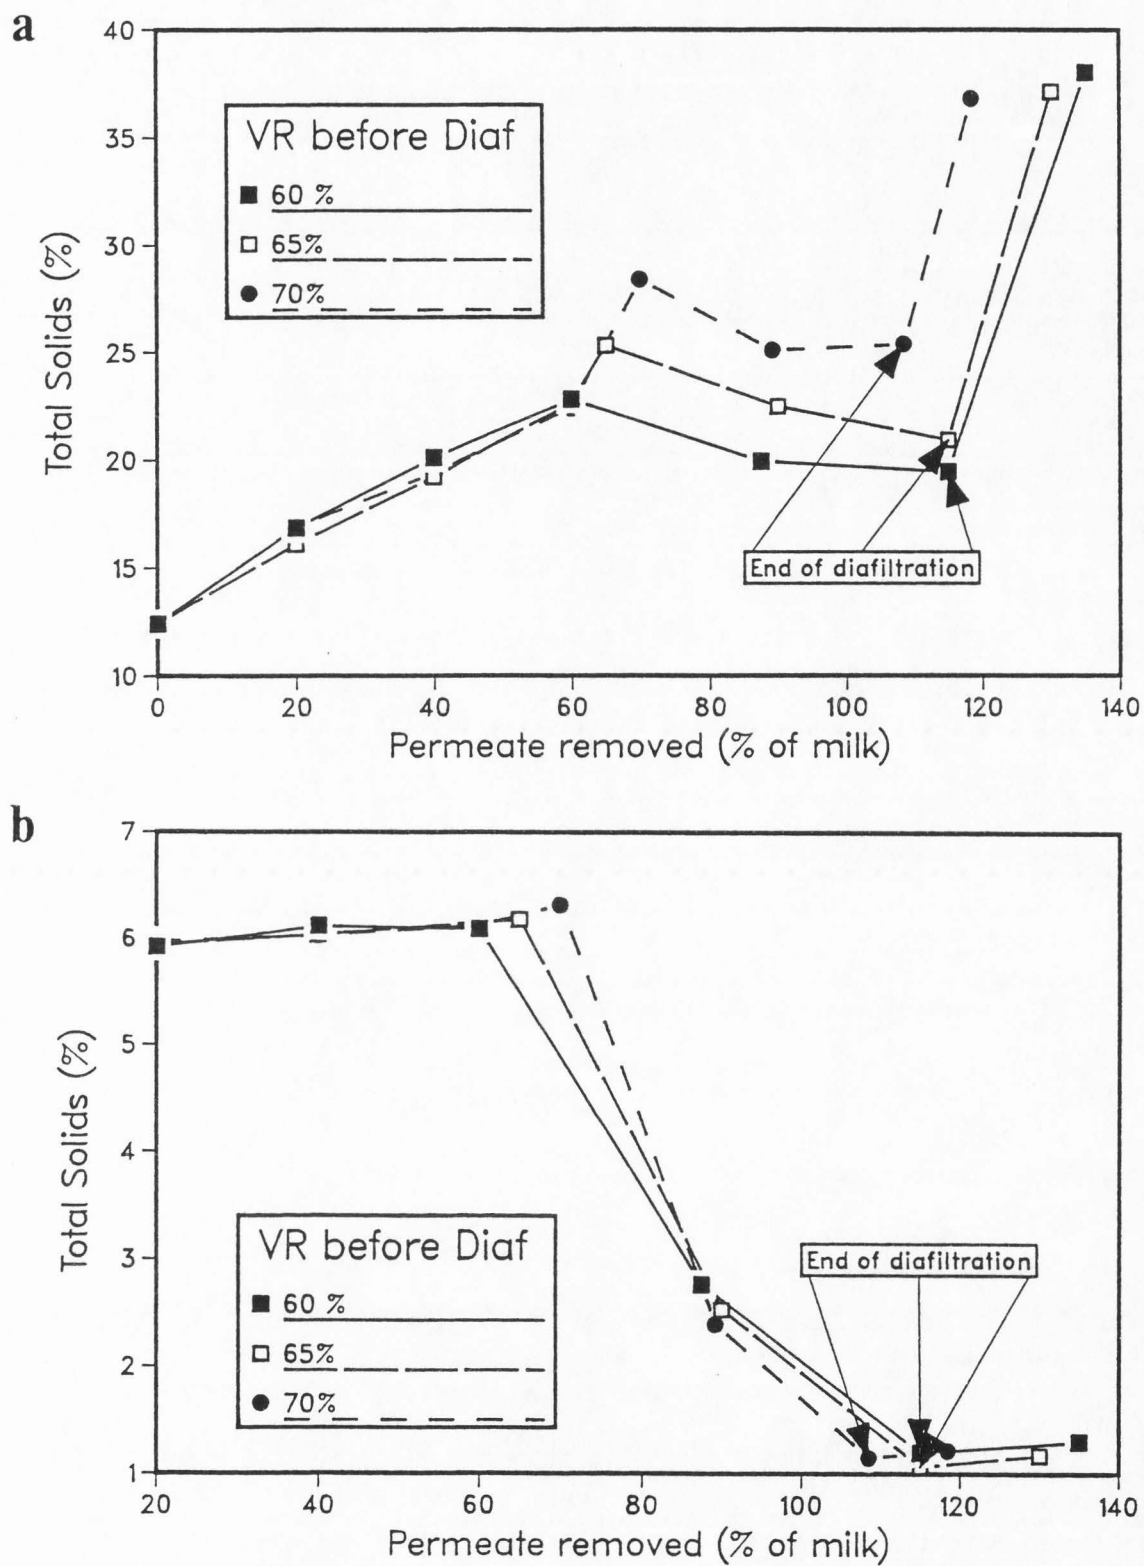 a
40
35
30
25
20
15
10
Total Solids (%)
VR before Diaf
60 %
65%
70%
End of diafiltration
0 20 40 60 80 100 120 140
Permeate removed (% of milk)
b
7
6
5
4
3
2
1
Total Solids (%)
VR before Diaf
60 %
65%
70%
End of diafiltration
20 40 60 80 100 120 140
Permeate removed (% of milk)